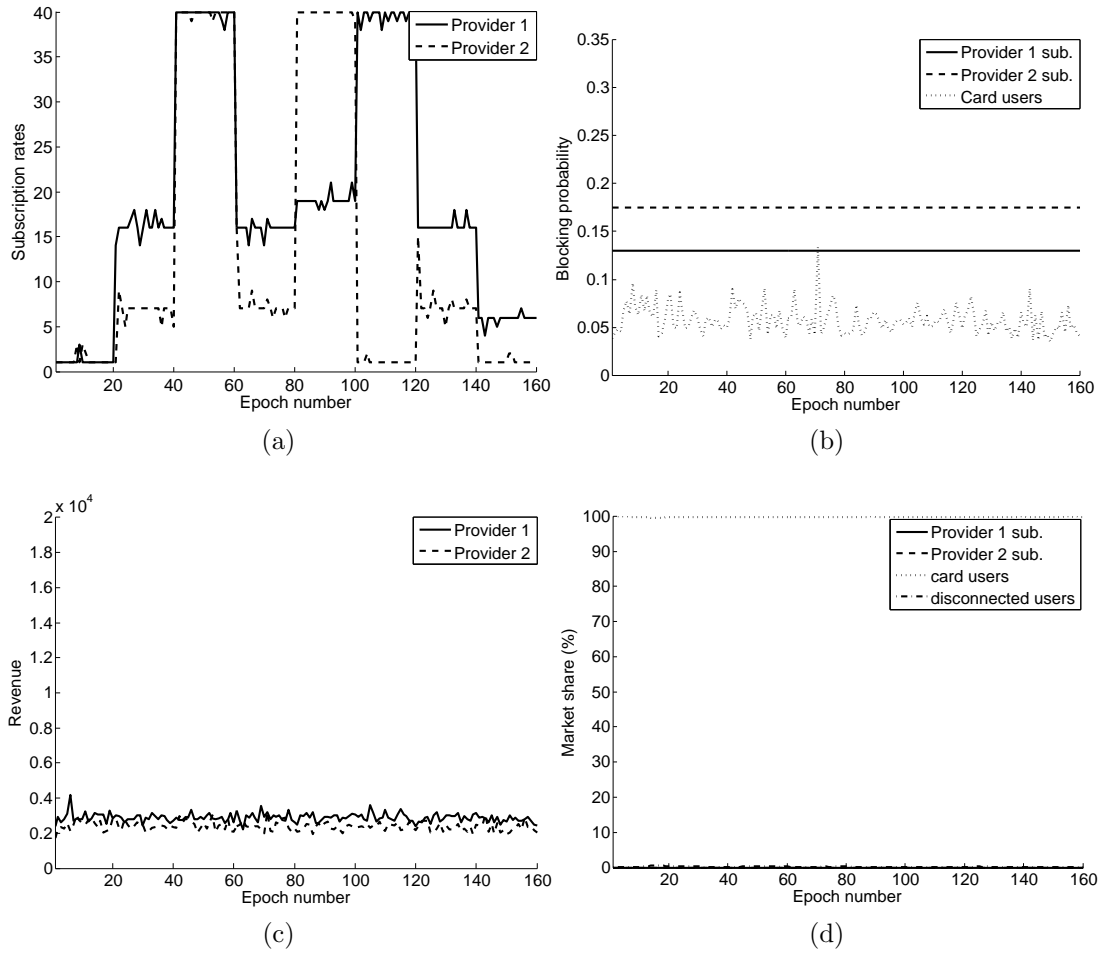 40
35
30
25
20
15
10
5
0
Subscription rates
20 40 60 80 100 120 140 160
Epoch number
Provider 1
Provider 2
(a)
0.35
0.3
0.25
0.2
0.15
0.1
0.05
0
Blocking probability
20 40 60 80 100 120 140 160
Epoch number
Provider 1 sub.
Provider 2 sub.
Card users
(b)
x 10^4
2
1.8
1.6
1.4
1.2
1
0.8
0.6
0.4
0.2
0
Revenue
20 40 60 80 100 120 140 160
Epoch number
Provider 1
Provider 2
(c)
100
90
80
70
60
50
40
30
20
10
0
Market share (%)
20 40 60 80 100 120 140 160
Epoch number
Provider 1 sub.
Provider 2 sub.
card users
disconnected users
(d)